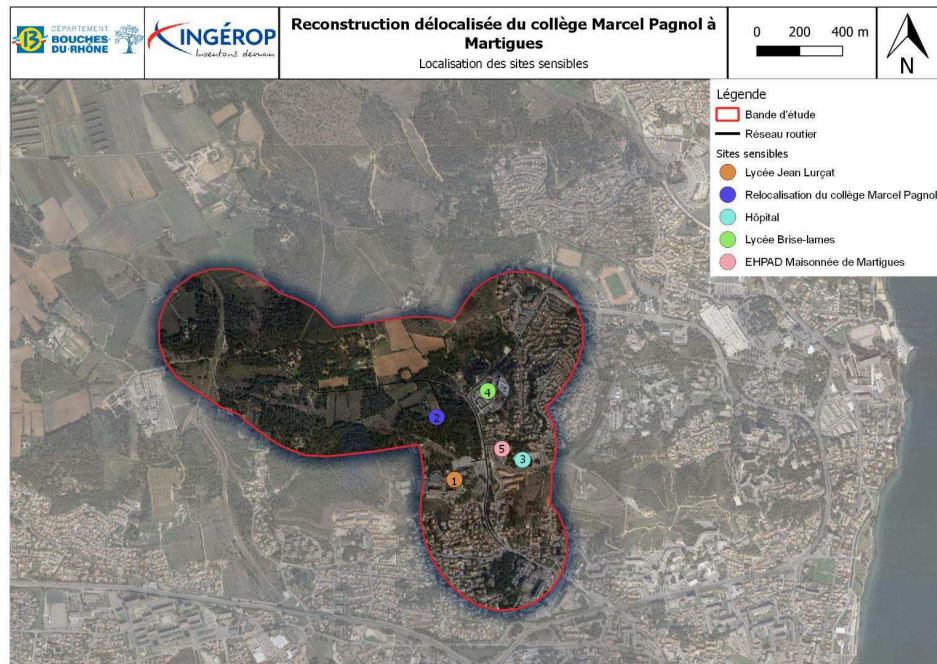 DÉPARTEMENT
BOUCHES
DU-RHÔNE
INGÉROP
Inventons demain
Reconstruction délocalisée du collège Marcel Pagnol à
Martigues
Localisation des sites sensibles
0 200 400 m
N
Légende
Bande d'étude
Réseau routier
Sites sensibles
Lycée Jean Lurçat
Relocalisation du collège Marcel Pagnol
Hôpital
Lycée Brise-lames
EHPAD Maisonnée de Martigues
4
2
5
3
1